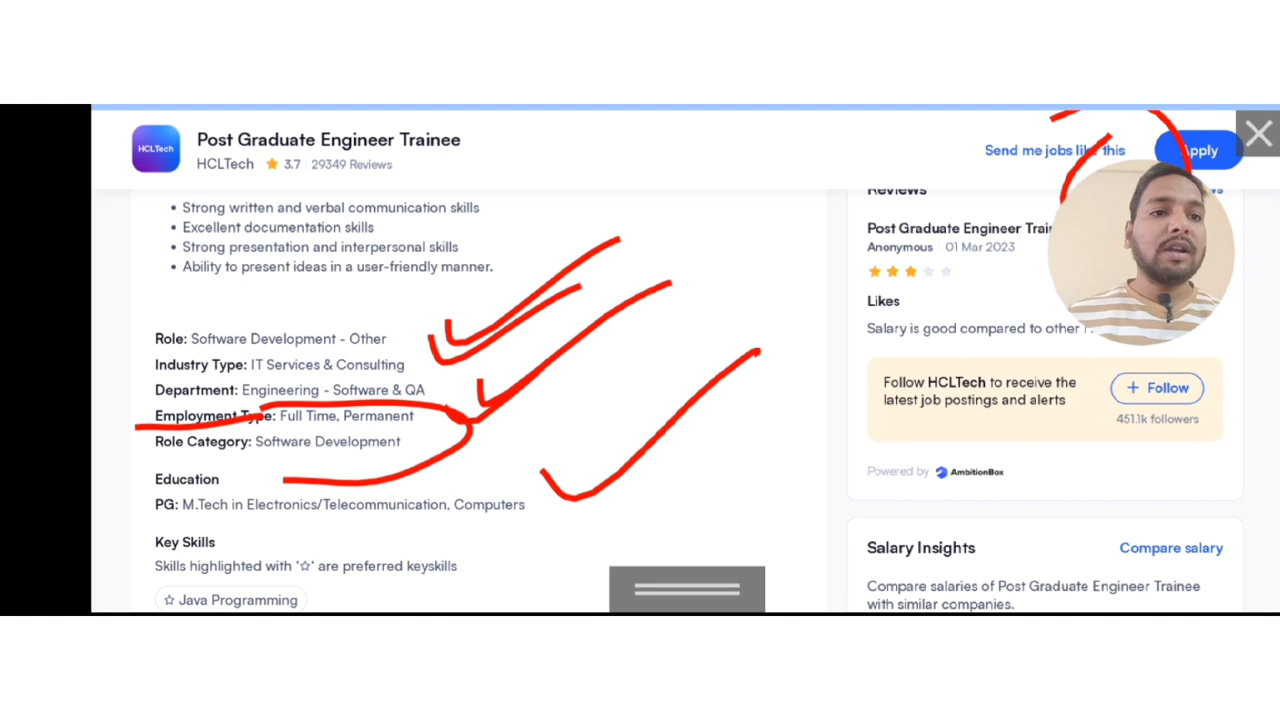 HCLTech
Post Graduate Engineer Trainee
HCLTech 3.7 29349 Reviews
Send me jobs like this
Apply
Strong written and verbal communication skills
Excellent documentation skills
Strong presentation and interpersonal skills
Ability to present ideas in a user-friendly manner.
Role: Software Development - Other
Industry Type: IT Services & Consulting
Department: Engineering - Software & QA
Employment Type: Full Time, Permanent
Role Category: Software Development
Education
PG: M.Tech in Electronics/Telecommunication, Computers
Key Skills
Skills highlighted with ‘☆’ are preferred keyskills
☆ Java Programming
Reviews
Post Graduate Engineer
Anonymous 01 Mar 2023
Likes
Salary is good compared to other
Follow HCLTech to receive the
latest job postings and alerts
+ Follow
451.1k followers
Powered by AmbitionBox
Salary Insights
Compare salary
Compare salaries of Post Graduate Engineer Trainee
with similar companies.